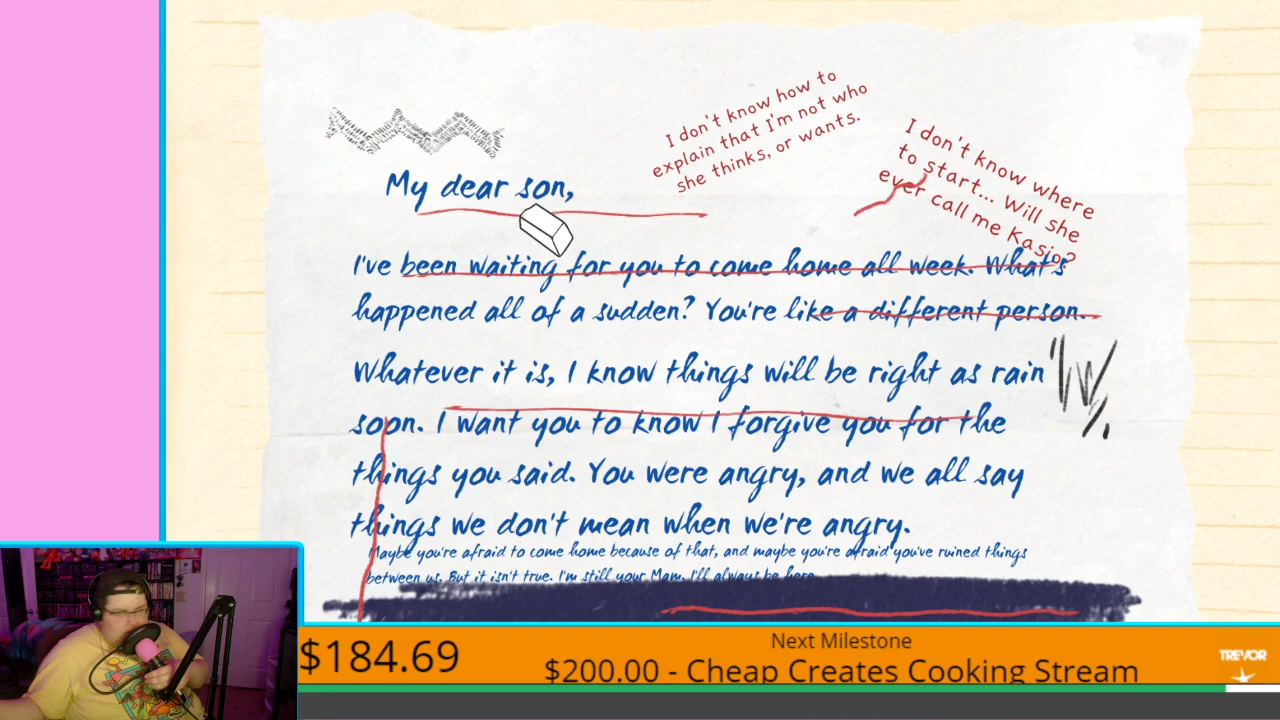 I don't know how to
explain that I'm not who
she thinks, or wants.
I don't know where
to start... Will she
ever call me Kasio?
My dear son,
I've been waiting for you to come home all week. What's
happened all of a sudden? You're like a different person.
Whatever it is, I know things will be right as rain
soon. I want you to know I forgive you for the
things you said. You were angry, and we all say
things we don't mean when we're angry.
Maybe you're afraid to come home because of that, and maybe you're afraid you've ruined things
between us. But it isn't true. I'm still your Mam. I'll always be here
$184.69
Next Milestone
$200.00 - Cheap Creates Cooking Stream
TREVOR